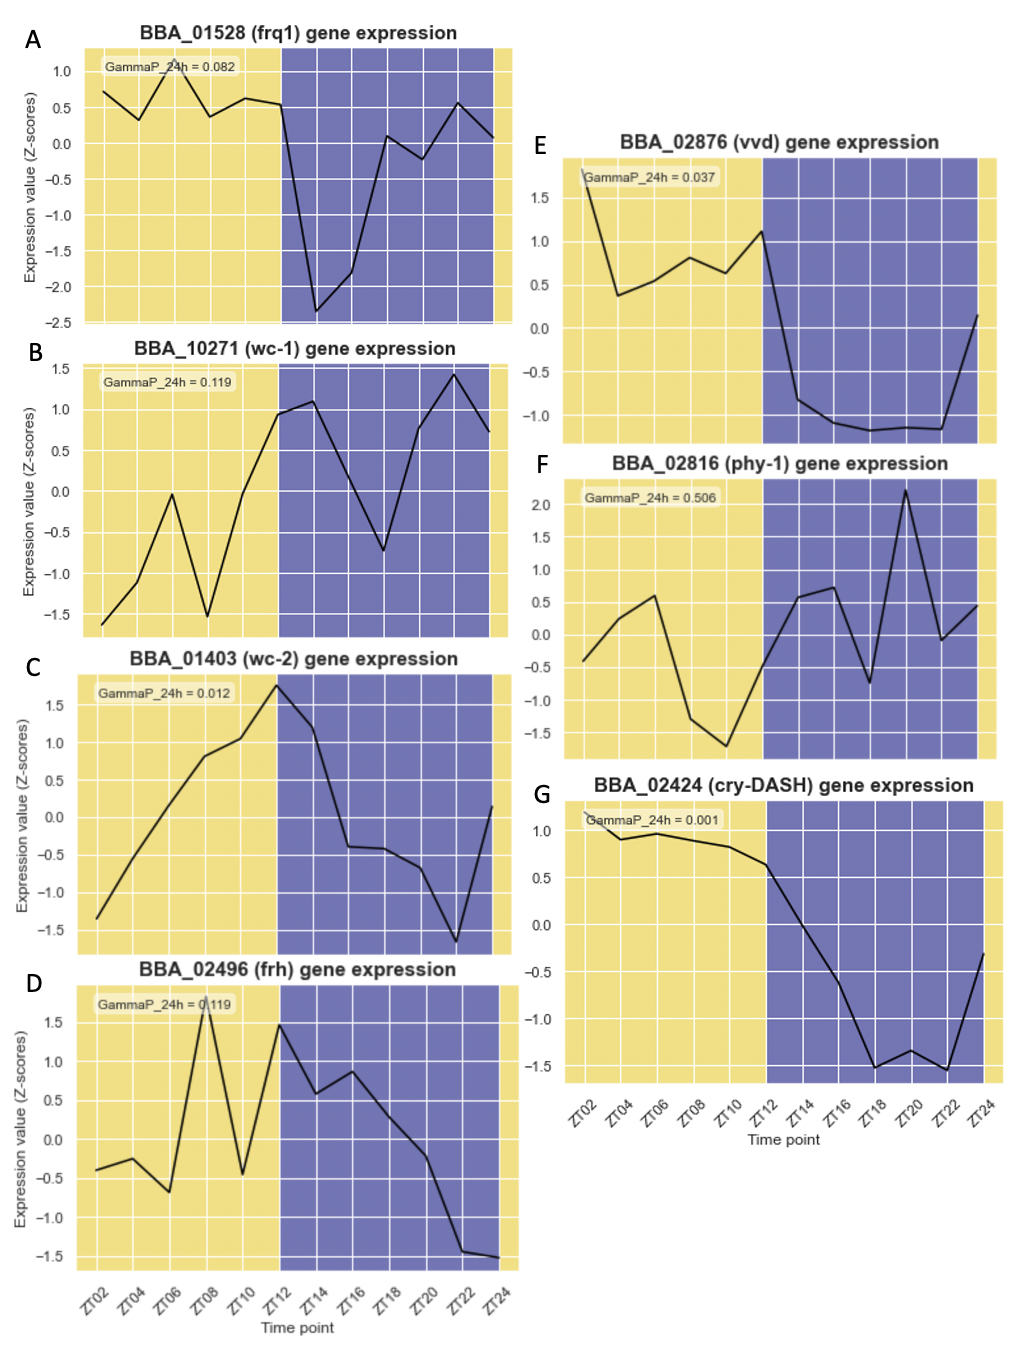 A
BBA_01528 (frq1) gene expression
GammaP_24h = 0.082
Expression value (Z-scores)
1.0
0.5
0.0
−0.5
−1.0
−1.5
−2.0
−2.5
B
BBA_10271 (wc-1) gene expression
GammaP_24h = 0.119
Expression value (Z-scores)
1.5
1.0
0.5
0.0
−0.5
−1.0
−1.5
C
BBA_01403 (wc-2) gene expression
GammaP_24h = 0.012
Expression value (Z-scores)
1.5
1.0
0.5
0.0
−0.5
−1.0
−1.5
D
BBA_02496 (frh) gene expression
GammaP_24h = 0.119
Expression value (Z-scores)
1.5
1.0
0.5
0.0
−0.5
−1.0
−1.5
ZT02 ZT04 ZT06 ZT08 ZT10 ZT12 ZT14 ZT16 ZT18 ZT20 ZT22 ZT24
Time point
E
BBA_02876 (vvd) gene expression
GammaP_24h = 0.037
1.5
1.0
0.5
0.0
−0.5
−1.0
F
BBA_02816 (phy-1) gene expression
GammaP_24h = 0.506
2.0
1.5
1.0
0.5
0.0
−0.5
−1.0
−1.5
G
BBA_02424 (cry-DASH) gene expression
GammaP_24h = 0.001
1.0
0.5
0.0
−0.5
−1.0
−1.5
ZT02 ZT04 ZT06 ZT08 ZT10 ZT12 ZT14 ZT16 ZT18 ZT20 ZT22 ZT24
Time point